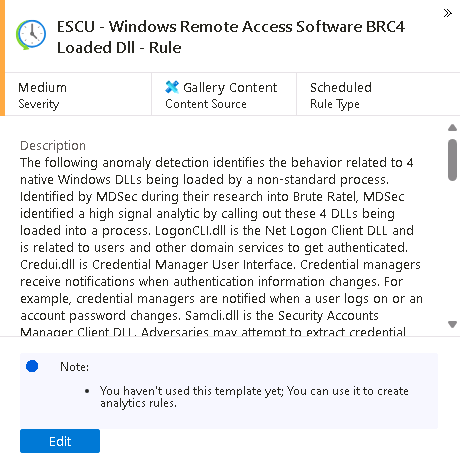 ESCU - Windows Remote Access Software BRC4
Loaded Dll - Rule
Medium
Severity
Gallery Content
Content Source
Scheduled
Rule Type
Description
The following anomaly detection identifies the behavior related to 4
native Windows DLLs being loaded by a non-standard process.
Identified by MDSec during their research into Brute Ratel, MDSec
identified a high signal analytic by calling out these 4 DLLs being
loaded into a process. LogonCLI.dll is the Net Logon Client DLL and
is related to users and other domain services to get authenticated.
Credui.dll is Credential Manager User Interface. Credential managers
receive notifications when authentication information changes. For
example, credential managers are notified when a user logs on or an
account password changes. Samcli.dll is the Security Accounts
Manager Client DLL. Adversaries may attempt to extract credential
Note:
• You haven't used this template yet; You can use it to create
analytics rules.
Edit